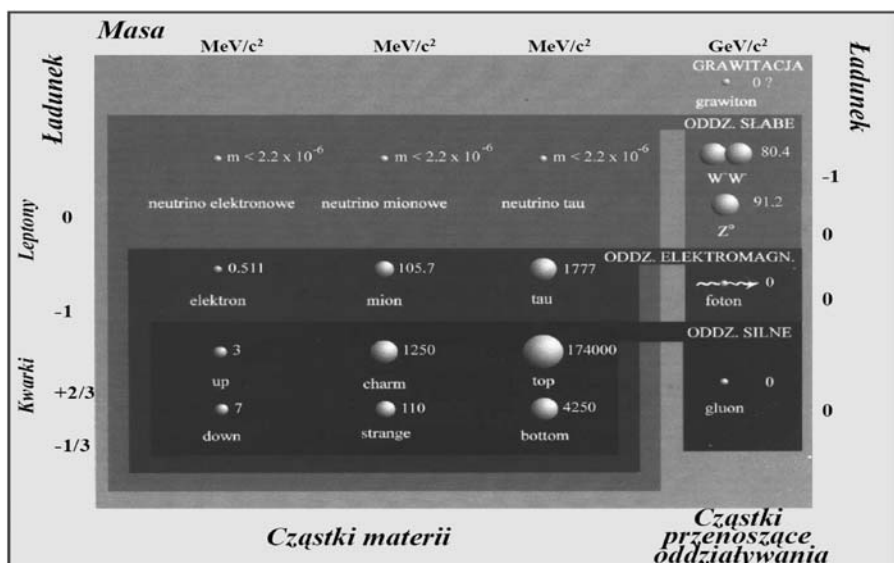 Masa
MeV/c² MeV/c² MeV/c² GeV/c²
Ładunek
Ładunek
GRAWITACJA
0 ?
grawiton
ODDZ. SŁABE
m < 2.2 x 10⁻⁶ m < 2.2 x 10⁻⁶ m < 2.2 x 10⁻⁶ 80.4
W⁻W⁻ -1
neutrino elektronowe neutrino mionowe neutrino tau 91.2
Leptony
0 Z⁰ 0
ODDZ. ELEKTROMAGN.
0.511 105.7 1777 0
elektron mion tau foton 0
-1
ODDZ. SILNE
3 1250 174000
up charm top 0
Kwarki
+2/3 gluon 0
7 110 4250
down strange bottom
-1/3
Cząstki materii
Cząstki
przenoszące
oddziaływania